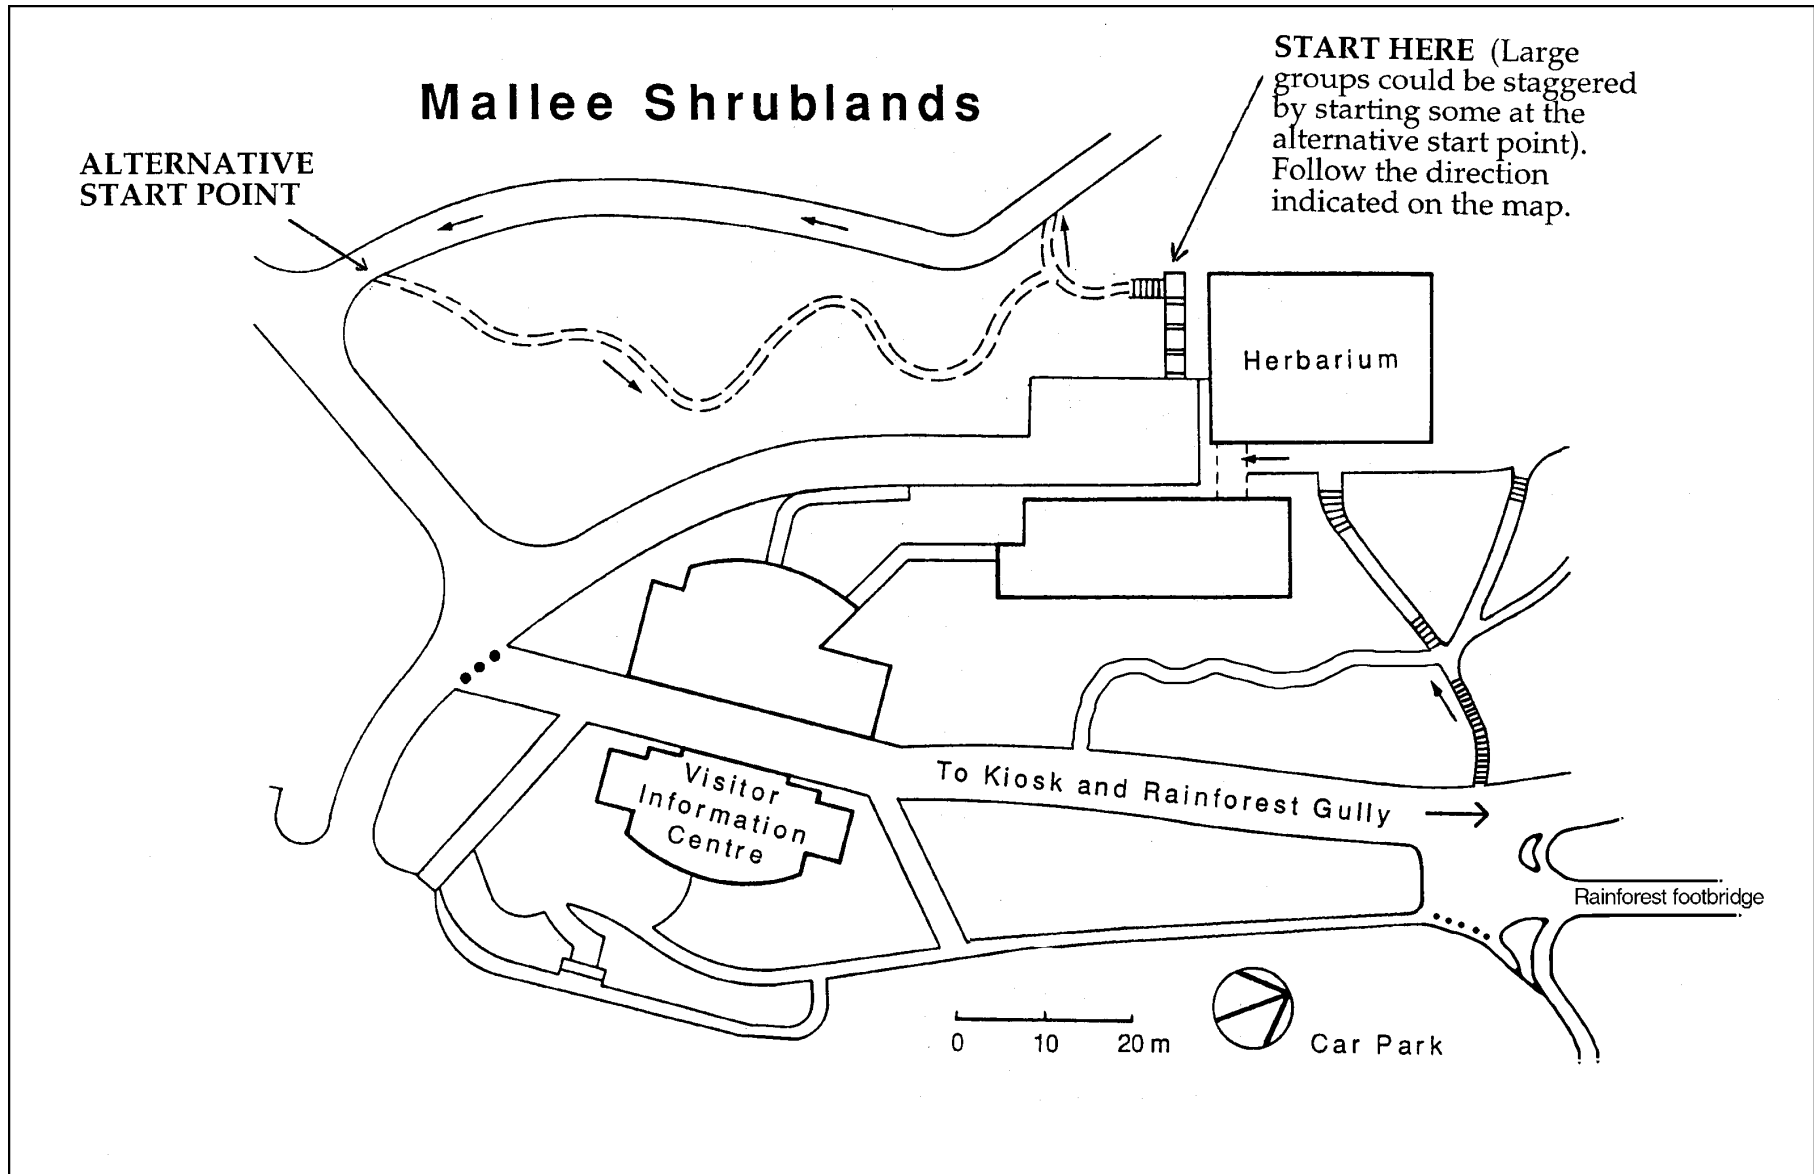 Mallee Shrublands
START HERE (Large
groups could be staggered
by starting some at the
alternative start point).
Follow the direction
indicated on the map.
ALTERNATIVE
START POINT
Herbarium
Visitor
Information
Centre
To Kiosk and Rainforest Gully
Rainforest footbridge
0 10 20 m
Car Park